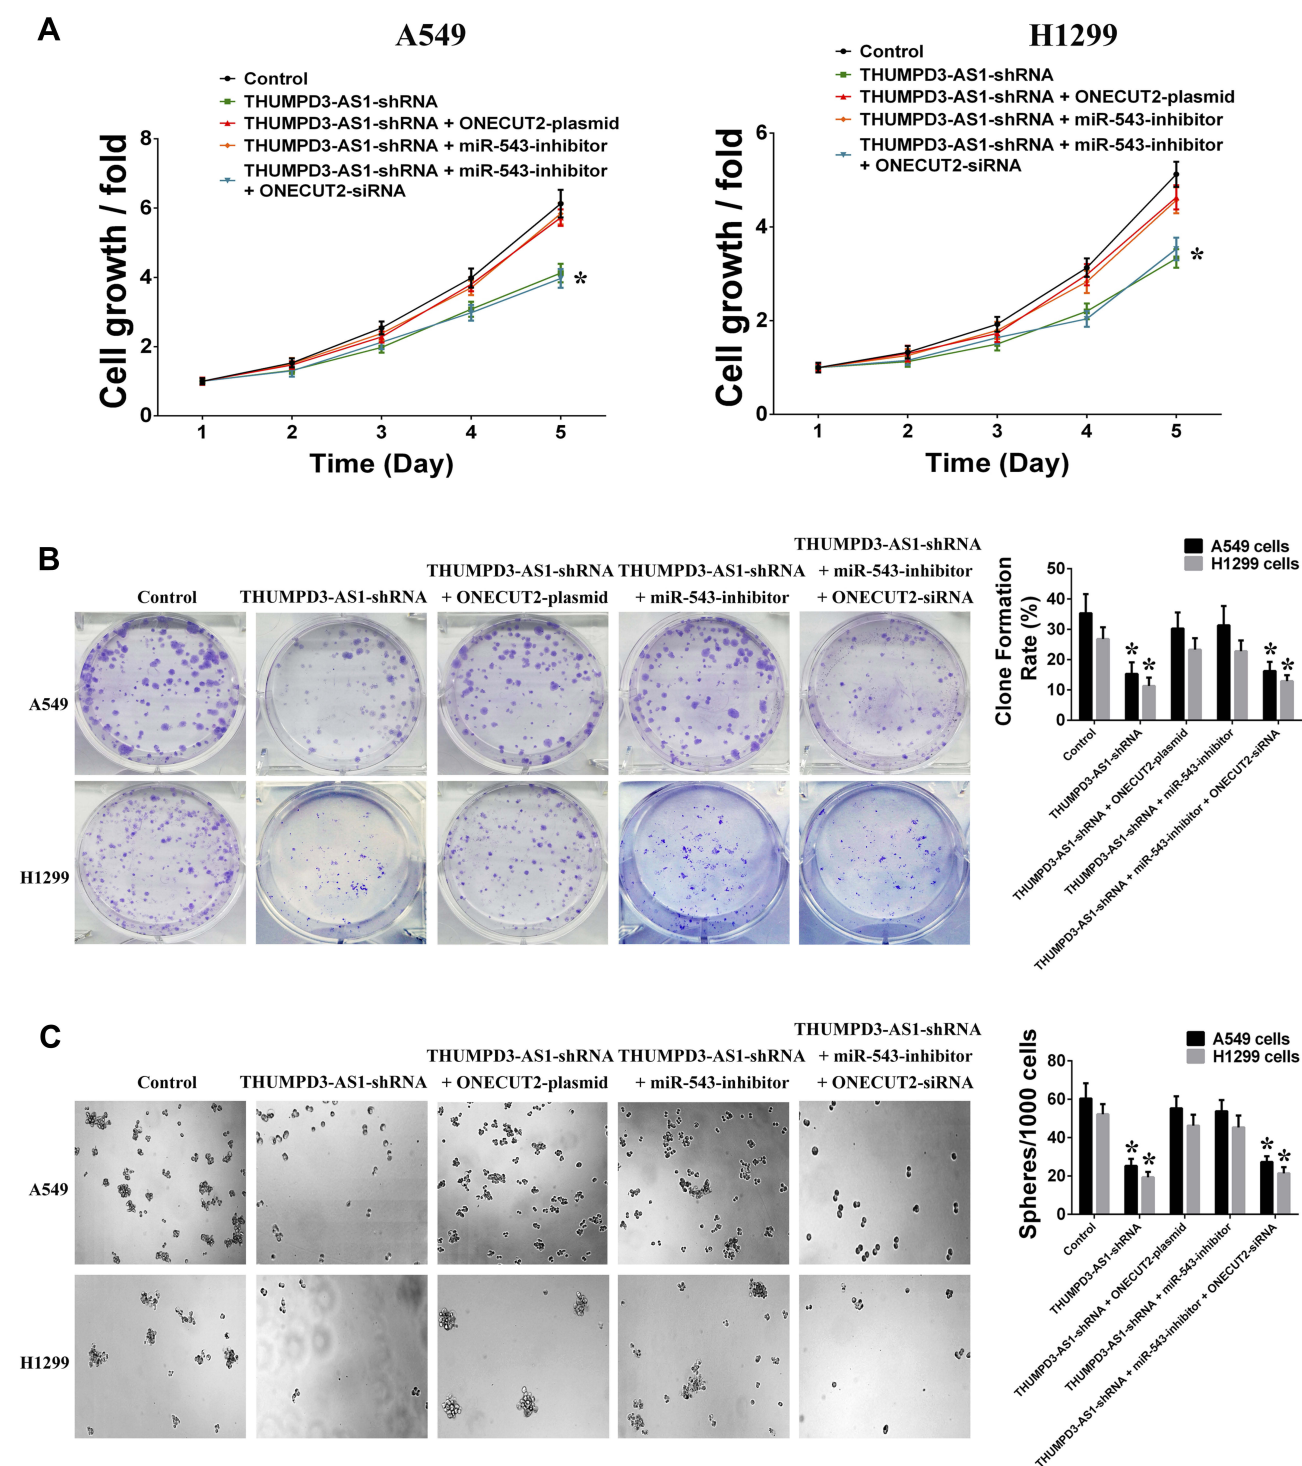 A
A549
Control
THUMPD3-AS1-shRNA
THUMPD3-AS1-shRNA + ONECUT2-plasmid
THUMPD3-AS1-shRNA + miR-543-inhibitor
THUMPD3-AS1-shRNA + miR-543-inhibitor
+ ONECUT2-siRNA
Cell growth / fold
8
6
4
2
0
*
1 2 3 4 5
Time (Day)
H1299
Control
THUMPD3-AS1-shRNA
THUMPD3-AS1-shRNA + ONECUT2-plasmid
THUMPD3-AS1-shRNA + miR-543-inhibitor
THUMPD3-AS1-shRNA + miR-543-inhibitor
+ ONECUT2-siRNA
Cell growth / fold
6
4
2
0
*
1 2 3 4 5
Time (Day)
B
Control
THUMPD3-AS1-shRNA
THUMPD3-AS1-shRNA
+ ONECUT2-plasmid
THUMPD3-AS1-shRNA
+ miR-543-inhibitor
THUMPD3-AS1-shRNA
+ miR-543-inhibitor
+ ONECUT2-siRNA
A549
H1299
A549 cells
H1299 cells
Clone Formation
Rate (%)
50
40
30
20
10
0
* * * *
Control
THUMPD3-AS1-shRNA
THUMPD3-AS1-shRNA + ONECUT2-plasmid
THUMPD3-AS1-shRNA + miR-543-inhibitor
THUMPD3-AS1-shRNA + miR-543-inhibitor + ONECUT2-siRNA
C
Control
THUMPD3-AS1-shRNA
THUMPD3-AS1-shRNA
+ ONECUT2-plasmid
THUMPD3-AS1-shRNA
+ miR-543-inhibitor
THUMPD3-AS1-shRNA
+ miR-543-inhibitor
+ ONECUT2-siRNA
A549
H1299
A549 cells
H1299 cells
Spheres/1000 cells
80
60
40
20
0
* * * *
Control
THUMPD3-AS1-shRNA
THUMPD3-AS1-shRNA + ONECUT2-plasmid
THUMPD3-AS1-shRNA + miR-543-inhibitor
THUMPD3-AS1-shRNA + miR-543-inhibitor + ONECUT2-siRNA